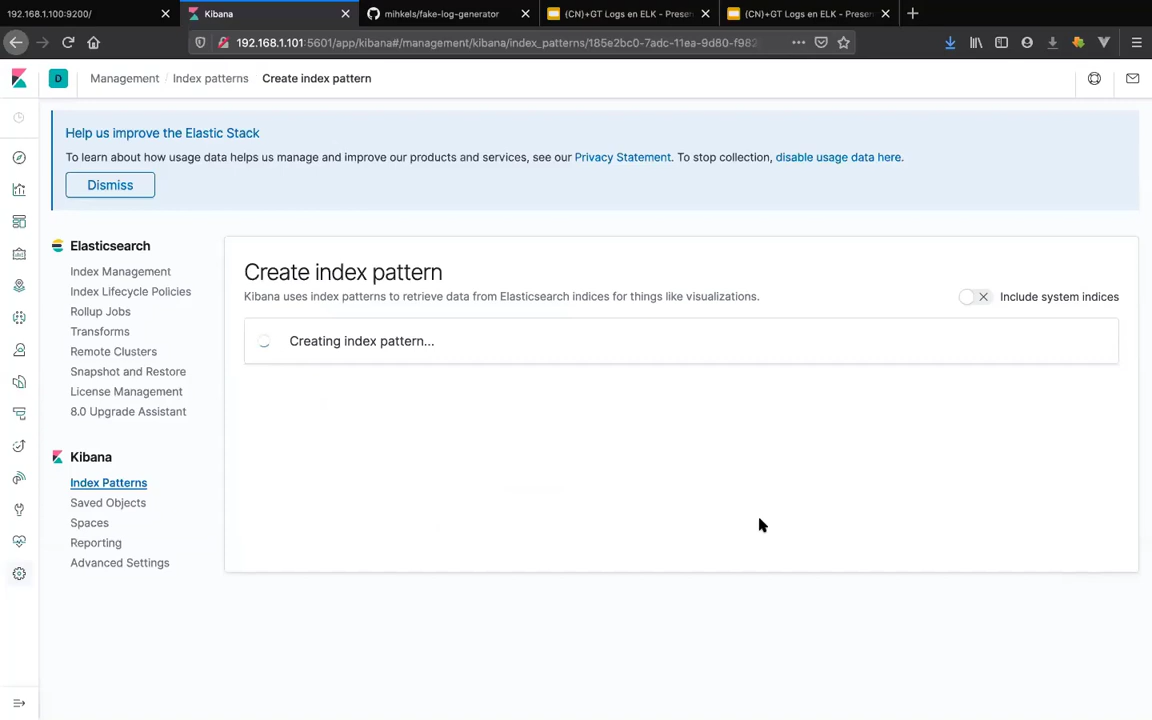 192.168.1.100:9200/
Kibana
mihkels/fake-log-generator
(CN)+GT Logs en ELK - Presen
(CN)+GT Logs en ELK - Presen
192.168.1.101:5601/app/kibana#/management/kibana/index_patterns/185e2bc0-7adc-11ea-9d80-f982
D
Management / Index patterns / Create index pattern
Help us improve the Elastic Stack
To learn about how usage data helps us manage and improve our products and services, see our Privacy Statement. To stop collection, disable usage data here.
Dismiss
Elasticsearch
Index Management
Index Lifecycle Policies
Rollup Jobs
Transforms
Remote Clusters
Snapshot and Restore
License Management
8.0 Upgrade Assistant
Kibana
Index Patterns
Saved Objects
Spaces
Reporting
Advanced Settings
Create index pattern
Kibana uses index patterns to retrieve data from Elasticsearch indices for things like visualizations.
Include system indices
Creating index pattern...